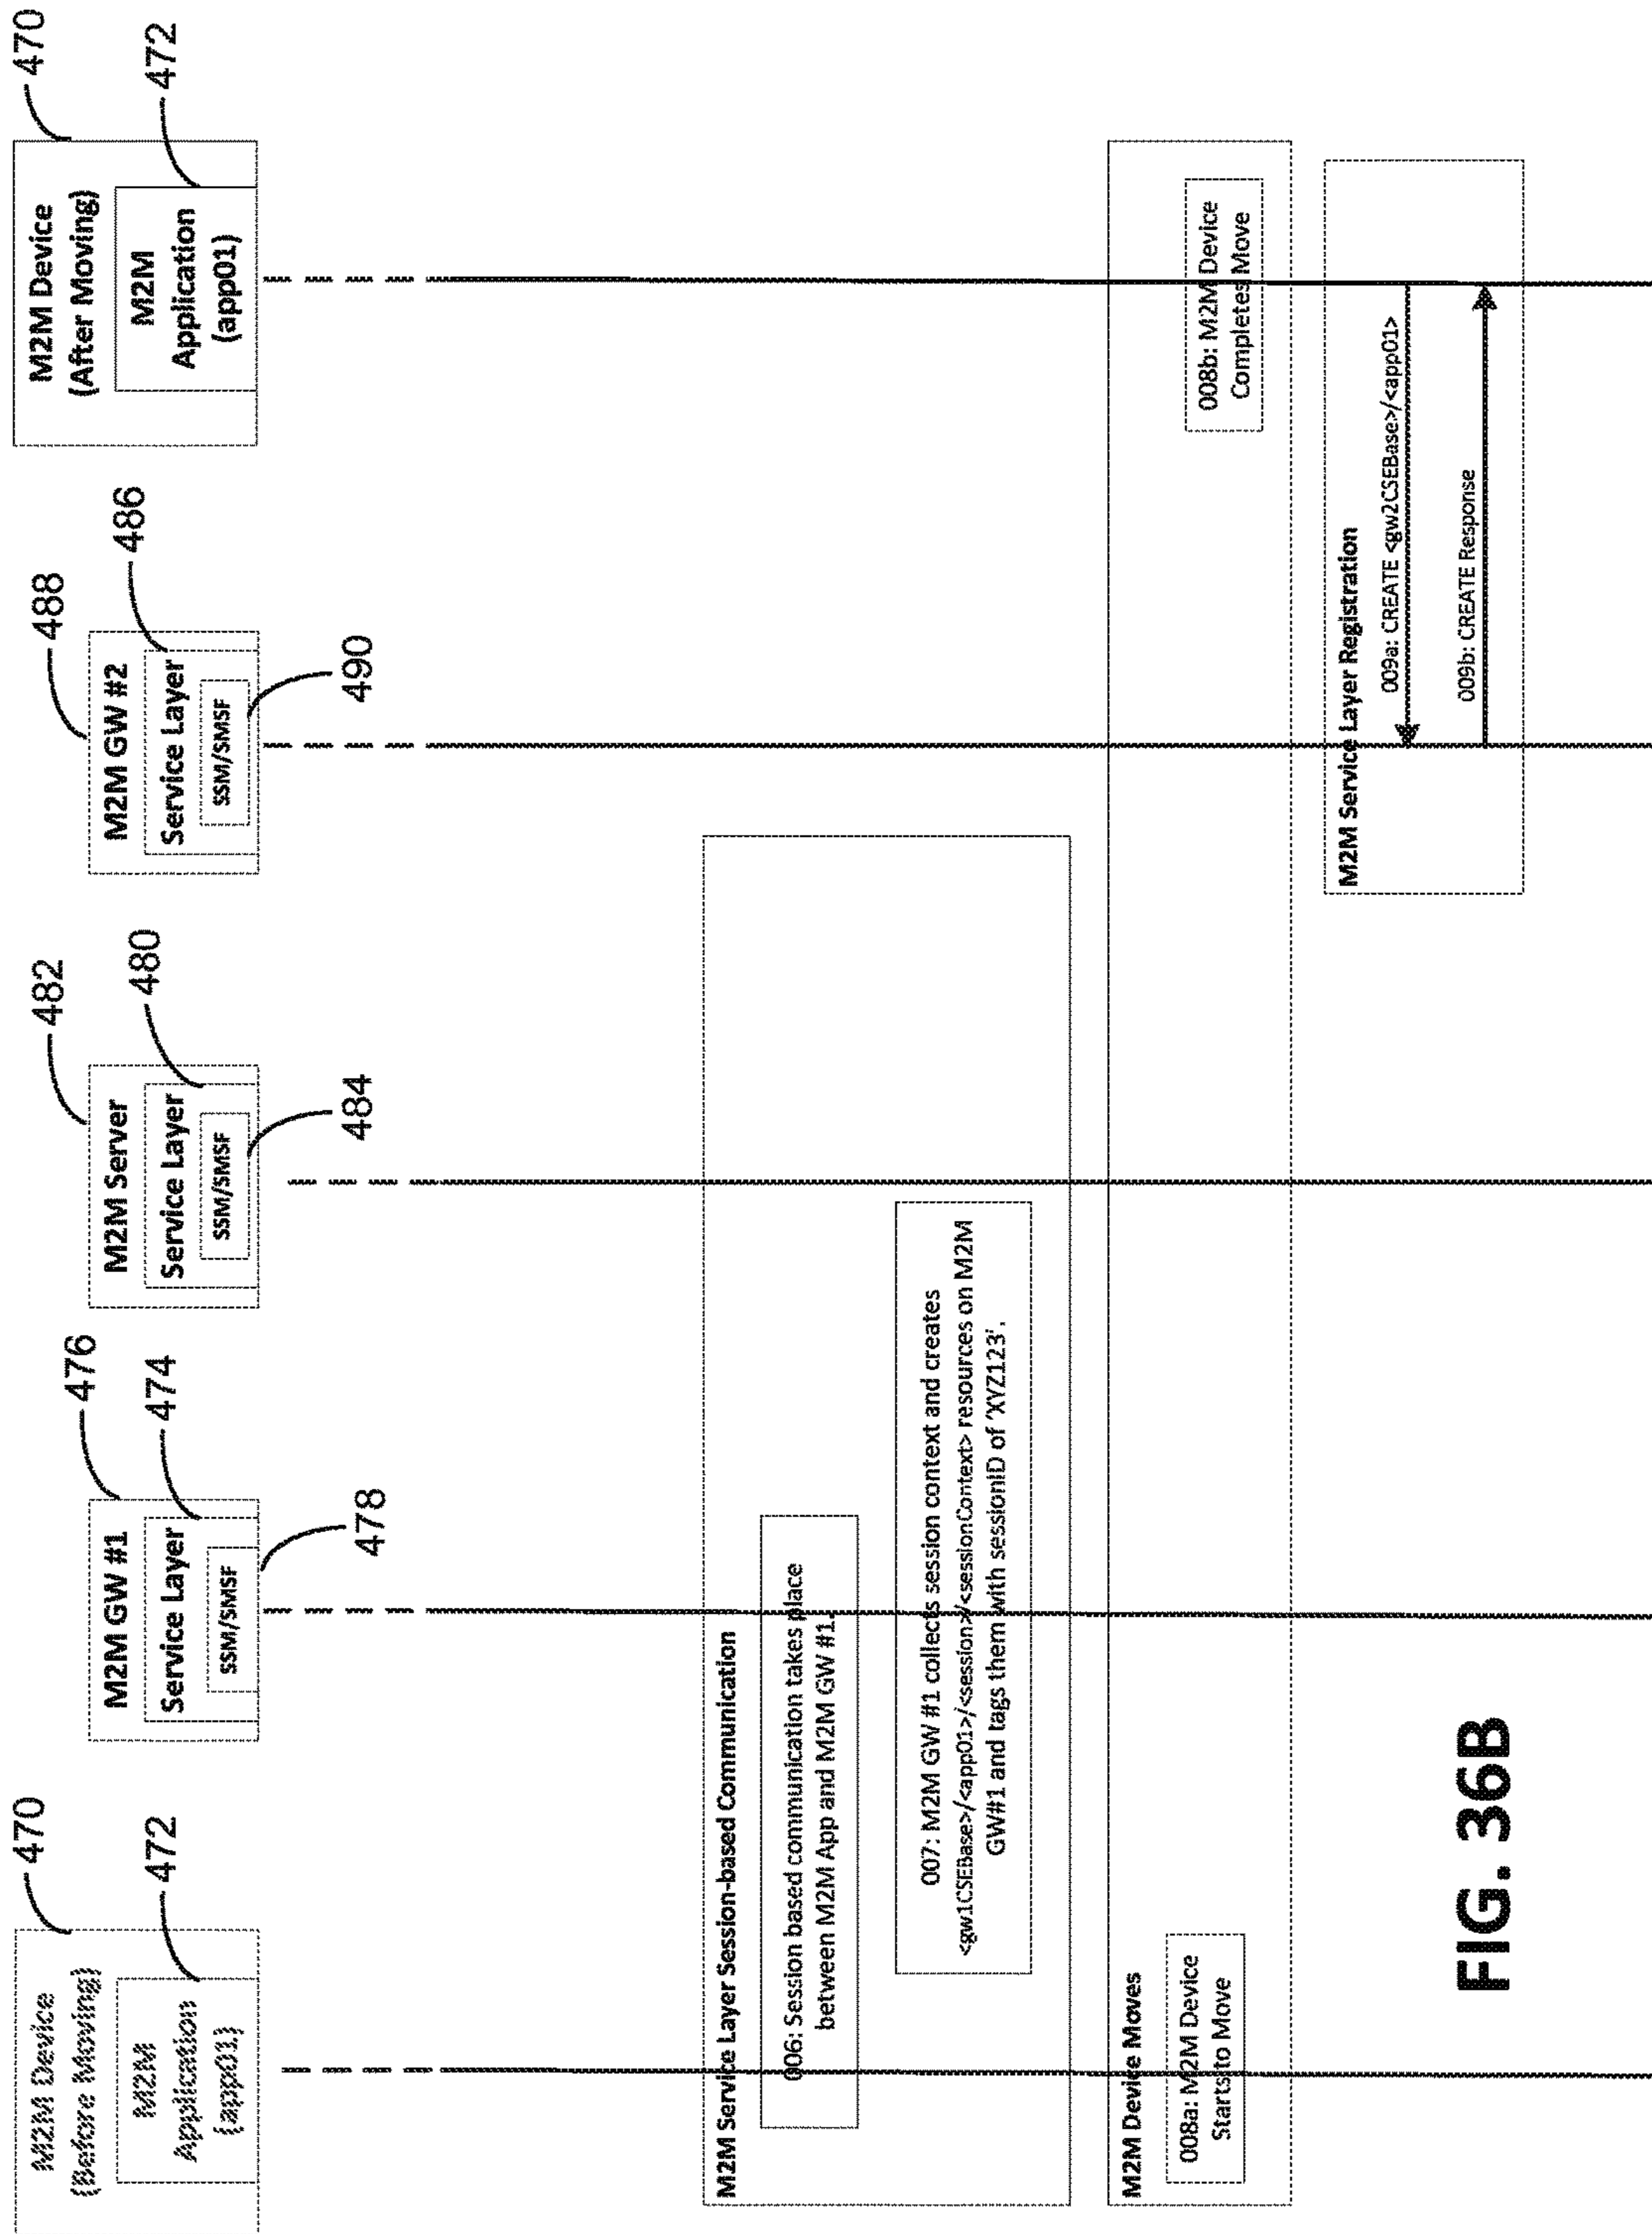 470
M2M Device
(Before Moving)
472
M2M
Application
(app01)
476
M2M GW #1
474
Service Layer
SSM/SMSF
478
482
M2M Server
480
Service Layer
SSM/SMSF
484
488
M2M GW #2
486
Service Layer
SSM/SMSF
490
470
M2M Device
(After Moving)
472
M2M
Application
(app01)
M2M Service Layer Session-based Communication
006: Session based communication takes place
between M2M App and M2M GW #1.
007: M2M GW #1 collects session context and creates
<gw1CSEBase>/<app01>/<session>/<sessionContext> resources on M2M
GW#1 and tags them with sessionID of 'XYZ123'.
M2M Device Moves
008a: M2M Device
Starts to Move
008b: M2M Device
Completes Move
M2M Service Layer Registration
009a: CREATE <gw2CSEBase>/<app01>
009b: CREATE Response
FIG. 36B